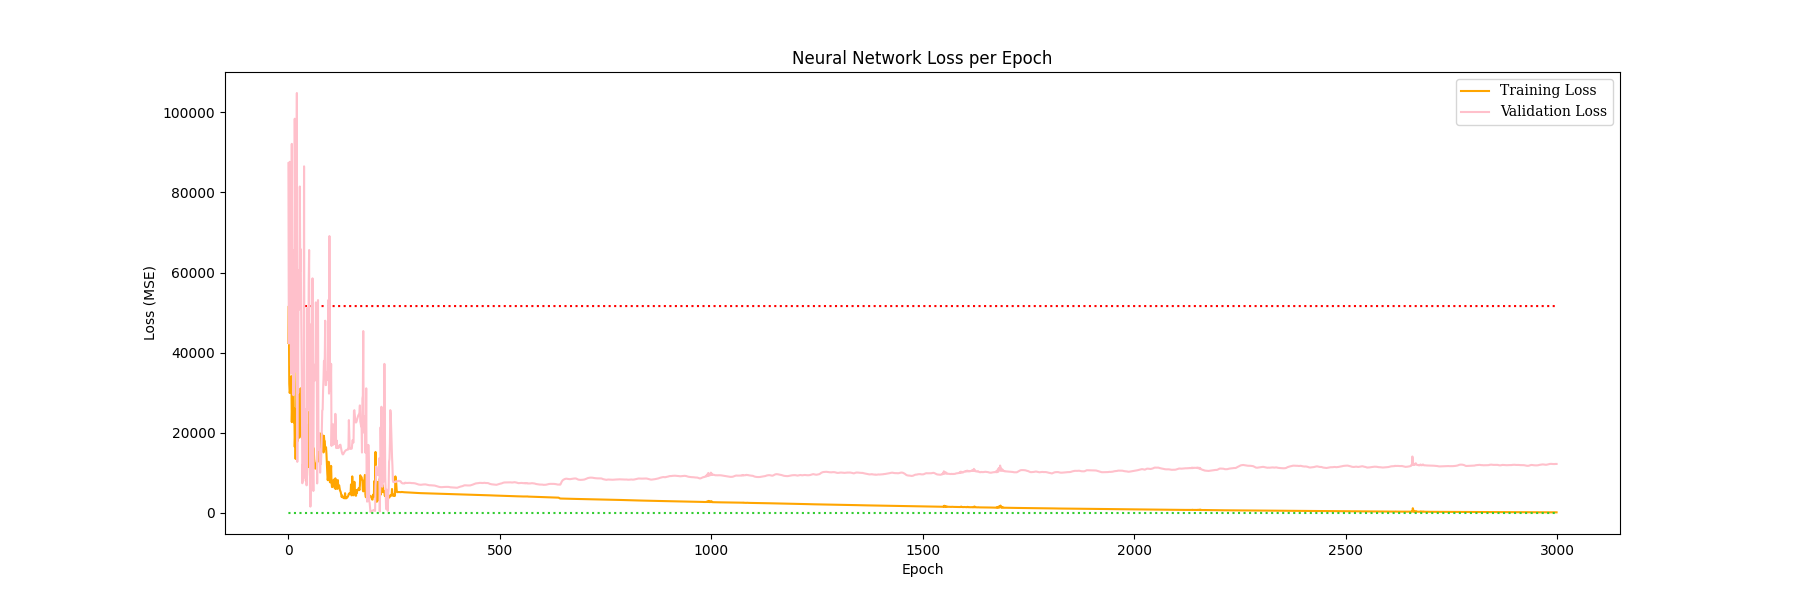 Neural Network Loss per Epoch
Training Loss
Validation Loss
100000
80000
60000
40000
20000
0
Loss (MSE)
0 500 1000 1500 2000 2500 3000
Epoch